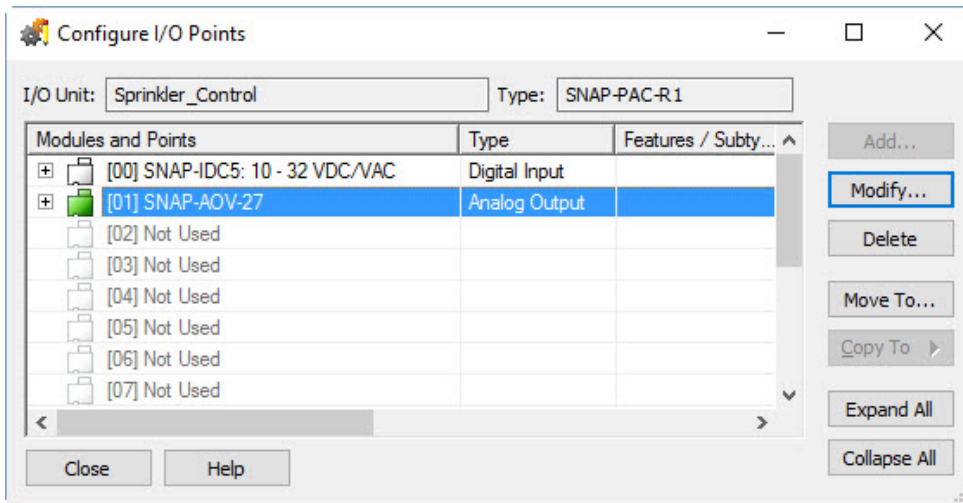 Configure I/O Points
I/O Unit: Sprinkler_Control Type: SNAP-PAC-R1
Modules and Points Type Features / Subty...
[00] SNAP-IDC5: 10 - 32 VDC/VAC Digital Input
[01] SNAP-AOV-27 Analog Output
[02] Not Used
[03] Not Used
[04] Not Used
[05] Not Used
[06] Not Used
[07] Not Used
Add...
Modify...
Delete
Move To...
Copy To
Expand All
Collapse All
Close Help